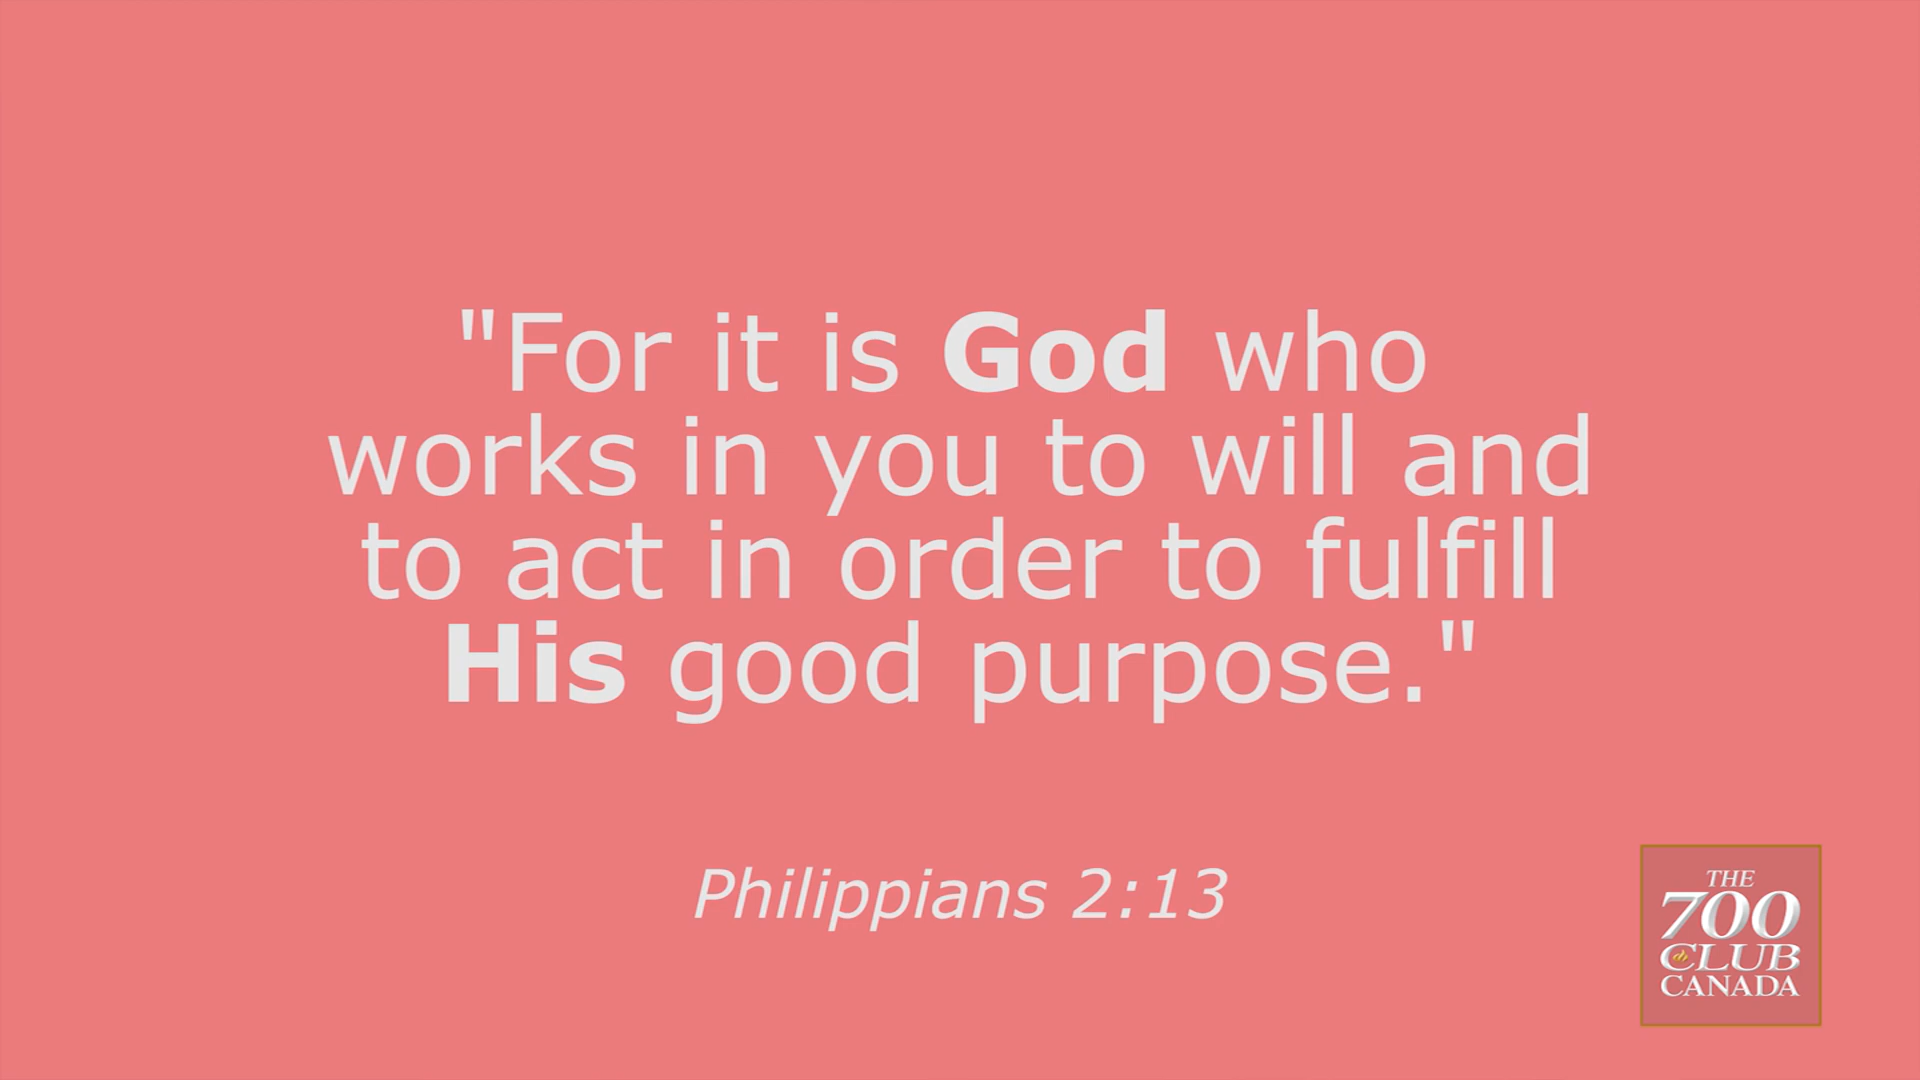 "For it is God who
works in you to will and
to act in order to fulfill
His good purpose."
Philippians 2:13
THE
700
CLUB
CANADA